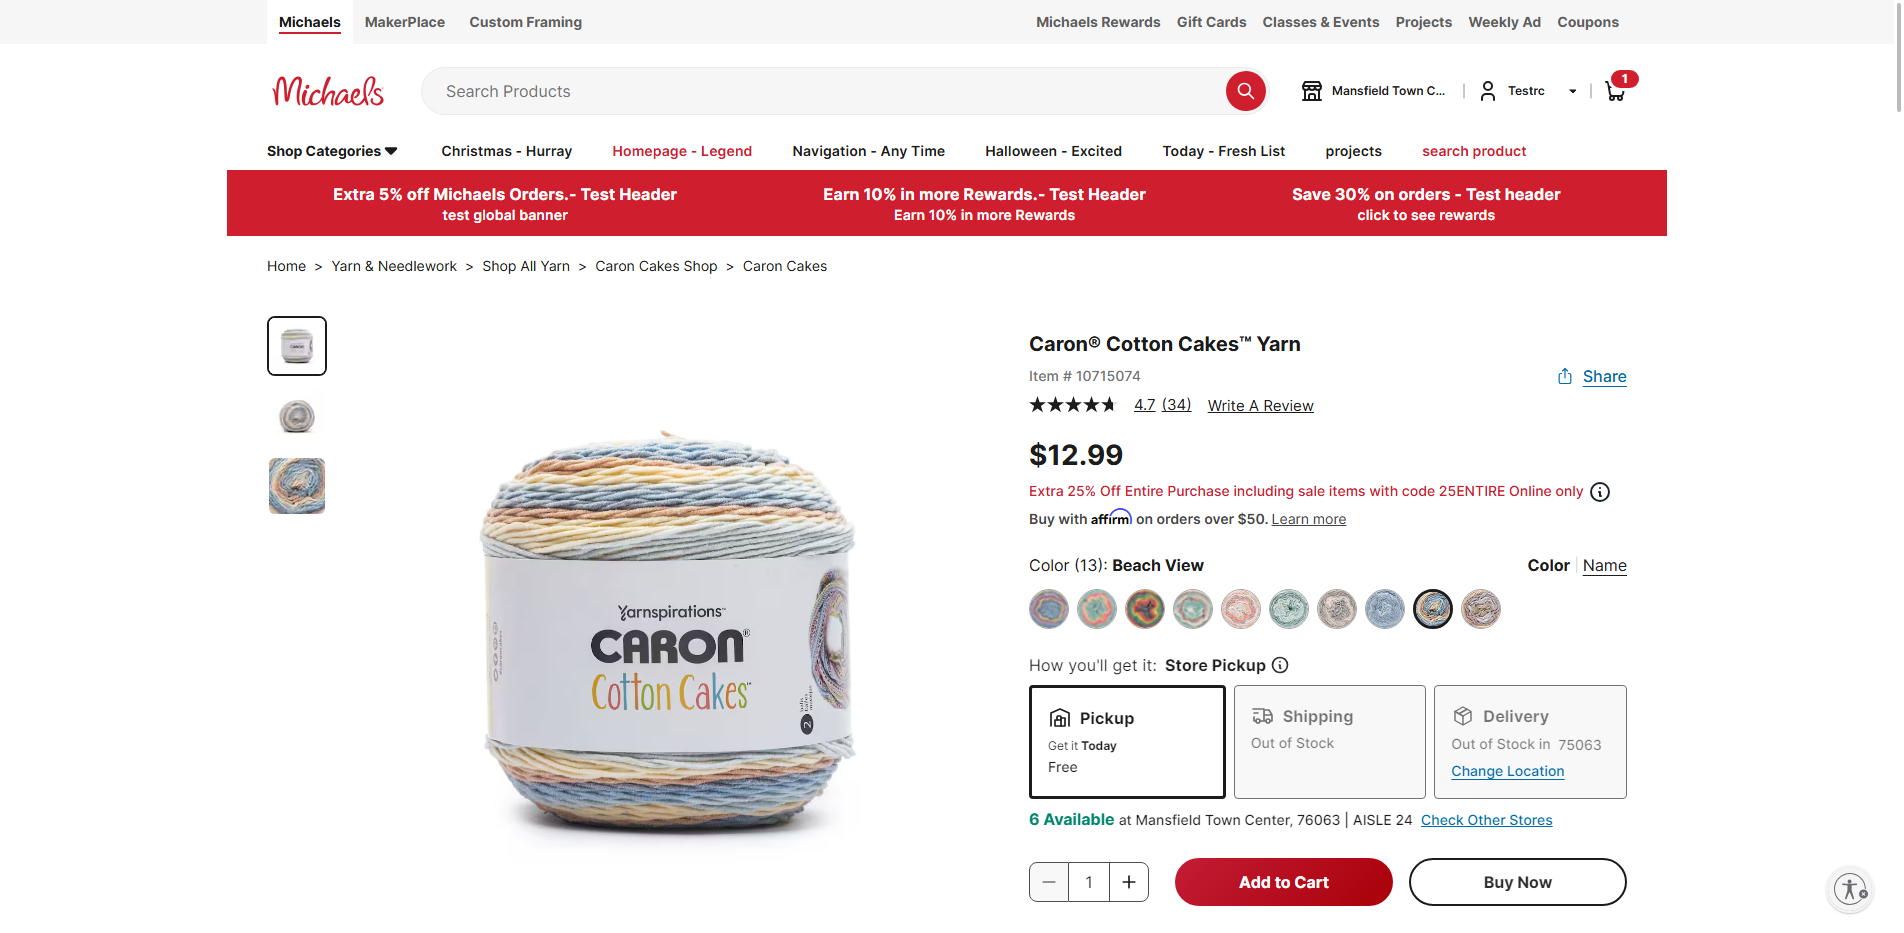 Michaels MakerPlace Custom Framing Michaels Rewards Gift Cards Classes & Events Projects Weekly Ad Coupons
Michaels Search Products Mansfield Town C... Testrc 1
Shop Categories Christmas - Hurray Homepage - Legend Navigation - Any Time Halloween - Excited Today - Fresh List projects search product
Extra 5% off Michaels Orders.- Test Header Earn 10% in more Rewards.- Test Header Save 30% on orders - Test header
test global banner Earn 10% in more Rewards click to see rewards
Home > Yarn & Needlework > Shop All Yarn > Caron Cakes Shop > Caron Cakes
CARON
Yarnspirations™
CARON®
Cotton Cakes™
2
Caron® Cotton Cakes™ Yarn
Item # 10715074 Share
4.7 (34) Write A Review
$12.99
Extra 25% Off Entire Purchase including sale items with code 25ENTIRE Online only
Buy with affirm on orders over $50. Learn more
Color (13): Beach View Color | Name
How you'll get it: Store Pickup
Pickup
Get it Today
Free
Shipping
Out of Stock
Delivery
Out of Stock in 75063
Change Location
6 Available at Mansfield Town Center, 76063 | AISLE 24 Check Other Stores
1 Add to Cart Buy Now